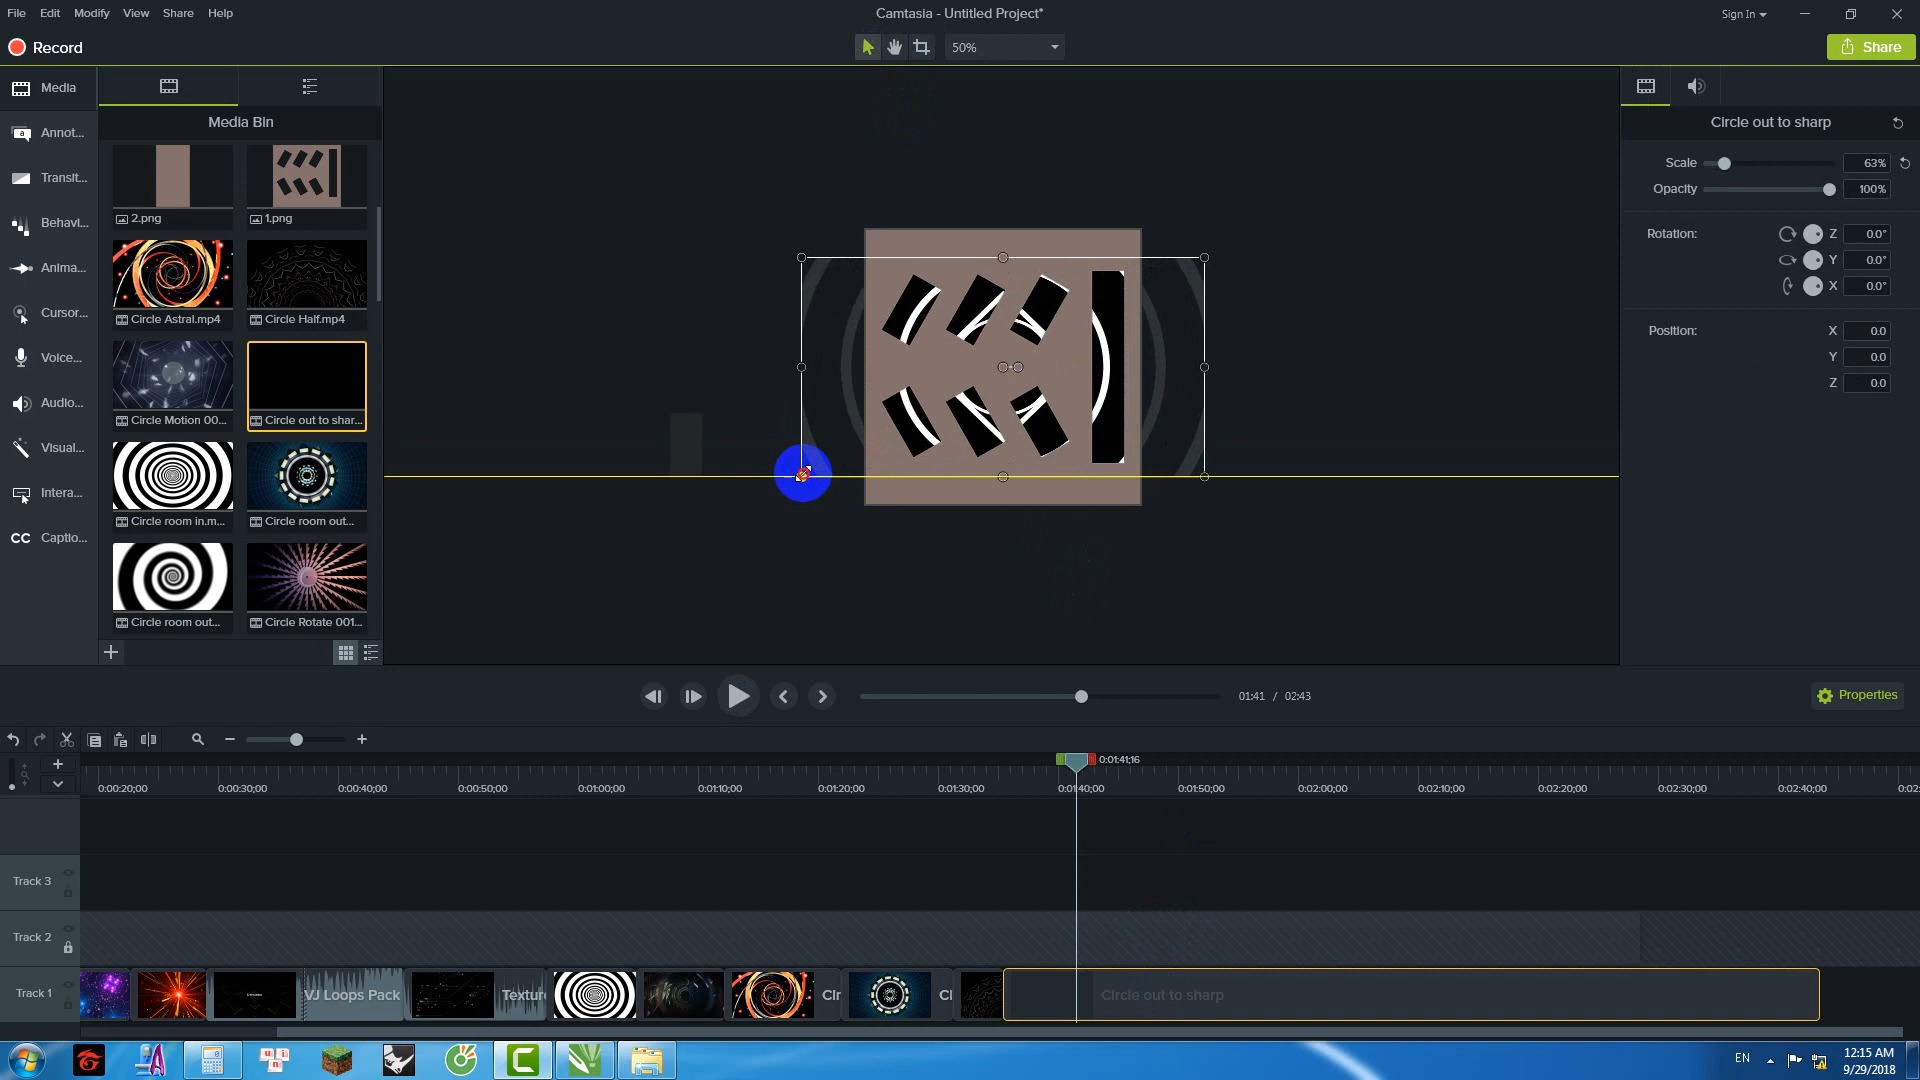 File Edit Modify View Share Help
Camtasia - Untitled Project*
Sign In
Record
50%
Share
Media
Annot...
Transit...
Behavi...
Anima...
Cursor...
Voice...
Audio...
Visual...
Intera...
CC Captio...
Media Bin
2.png 1.png
Circle Astral.mp4 Circle Half.mp4
Circle Motion 00... Circle out to shar...
Circle room in.m... Circle room out...
Circle room out... Circle Rotate 001...
Circle out to sharp
Scale 63%
Opacity 100%
Rotation: Z 0.0°
Y 0.0°
X 0.0°
Position: X 0.0
Y 0.0
Z 0.0
01:41 / 02:43
Properties
0:01:41;16
0:00:20;00 0:00:30;00 0:00:40;00 0:00:50;00 0:01:00;00 0:01:10;00 0:01:20;00 0:01:30;00 0:01:40;00 0:01:50;00 0:02:00;00 0:02:10;00 0:02:20;00 0:02:30;00 0:02:40;00 0:02:
Track 3
Track 2
Track 1
VJ Loops Pack Texture Cir Ci Circle out to sharp
EN
12:15 AM
9/29/2018